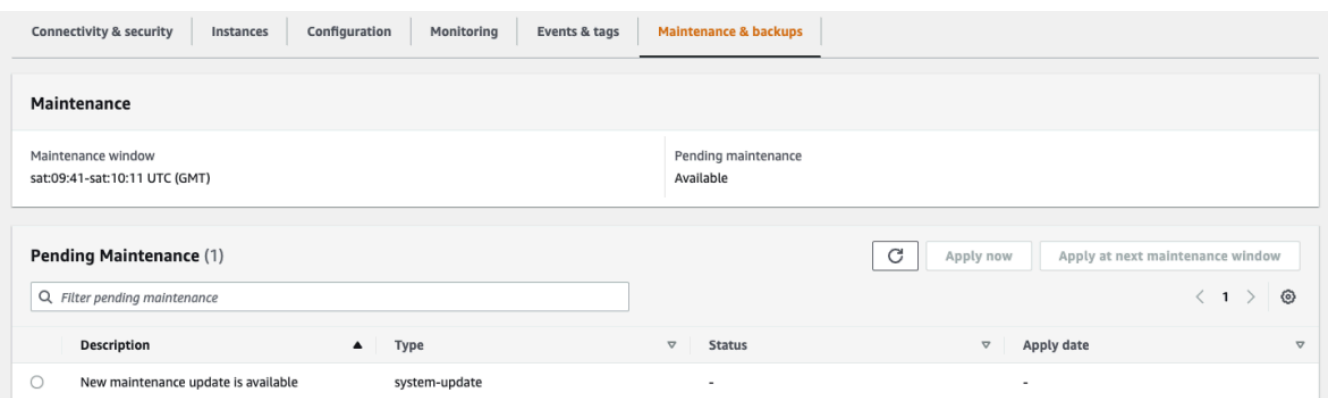 Connectivity & security Instances Configuration Monitoring Events & tags Maintenance & backups
Maintenance
Maintenance window Pending maintenance
sat:09:41-sat:10:11 UTC (GMT) Available
Pending Maintenance (1) Apply now Apply at next maintenance window
Filter pending maintenance 1
Description Type Status Apply date
New maintenance update is available system-update - -